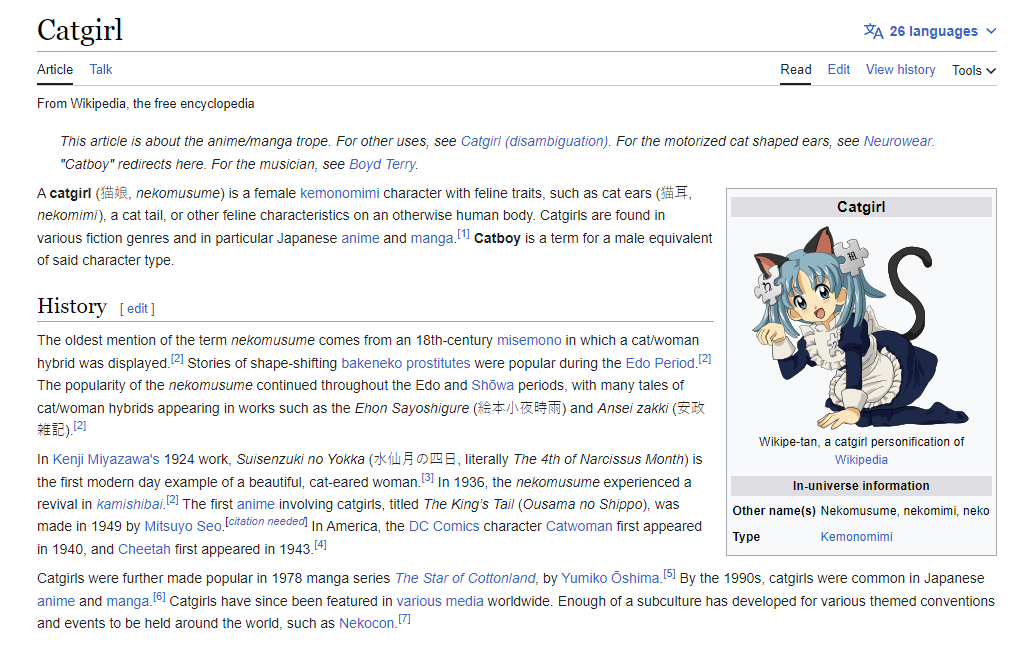 Catgirl
26 languages
Article Talk
Read Edit View history Tools
From Wikipedia, the free encyclopedia
This article is about the anime/manga trope. For other uses, see Catgirl (disambiguation). For the motorized cat shaped ears, see Neurowear.
"Catboy" redirects here. For the musician, see Boyd Terry.
A catgirl (猫娘, nekomusume) is a female kemonomimi character with feline traits, such as cat ears (猫耳,
nekomimi), a cat tail, or other feline characteristics on an otherwise human body. Catgirls are found in
various fiction genres and in particular Japanese anime and manga.[1] Catboy is a term for a male equivalent
of said character type.
History [ edit ]
The oldest mention of the term nekomusume comes from an 18th-century misemono in which a cat/woman
hybrid was displayed.[2] Stories of shape-shifting bakeneko prostitutes were popular during the Edo Period.[2]
The popularity of the nekomusume continued throughout the Edo and Shōwa periods, with many tales of
cat/woman hybrids appearing in works such as the Ehon Sayoshigure (絵本小夜時雨) and Ansei zakki (安政
雑記).[2]
In Kenji Miyazawa's 1924 work, Suisenzuki no Yokka (水仙月の四日, literally The 4th of Narcissus Month) is
the first modern day example of a beautiful, cat-eared woman.[3] In 1936, the nekomusume experienced a
revival in kamishibai.[2] The first anime involving catgirls, titled The King's Tail (Ousama no Shippo), was
made in 1949 by Mitsuyo Seo.[citation needed] In America, the DC Comics character Catwoman first appeared
in 1940, and Cheetah first appeared in 1943.[4]
Catgirls were further made popular in 1978 manga series The Star of Cottonland, by Yumiko Ōshima.[5] By the 1990s, catgirls were common in Japanese
anime and manga.[6] Catgirls have since been featured in various media worldwide. Enough of a subculture has developed for various themed conventions
and events to be held around the world, such as Nekocon.[7]
Catgirl
Wikipe-tan, a catgirl personification of
Wikipedia
In-universe information
Other name(s) Nekomusume, nekomimi, neko
Type Kemonomimi